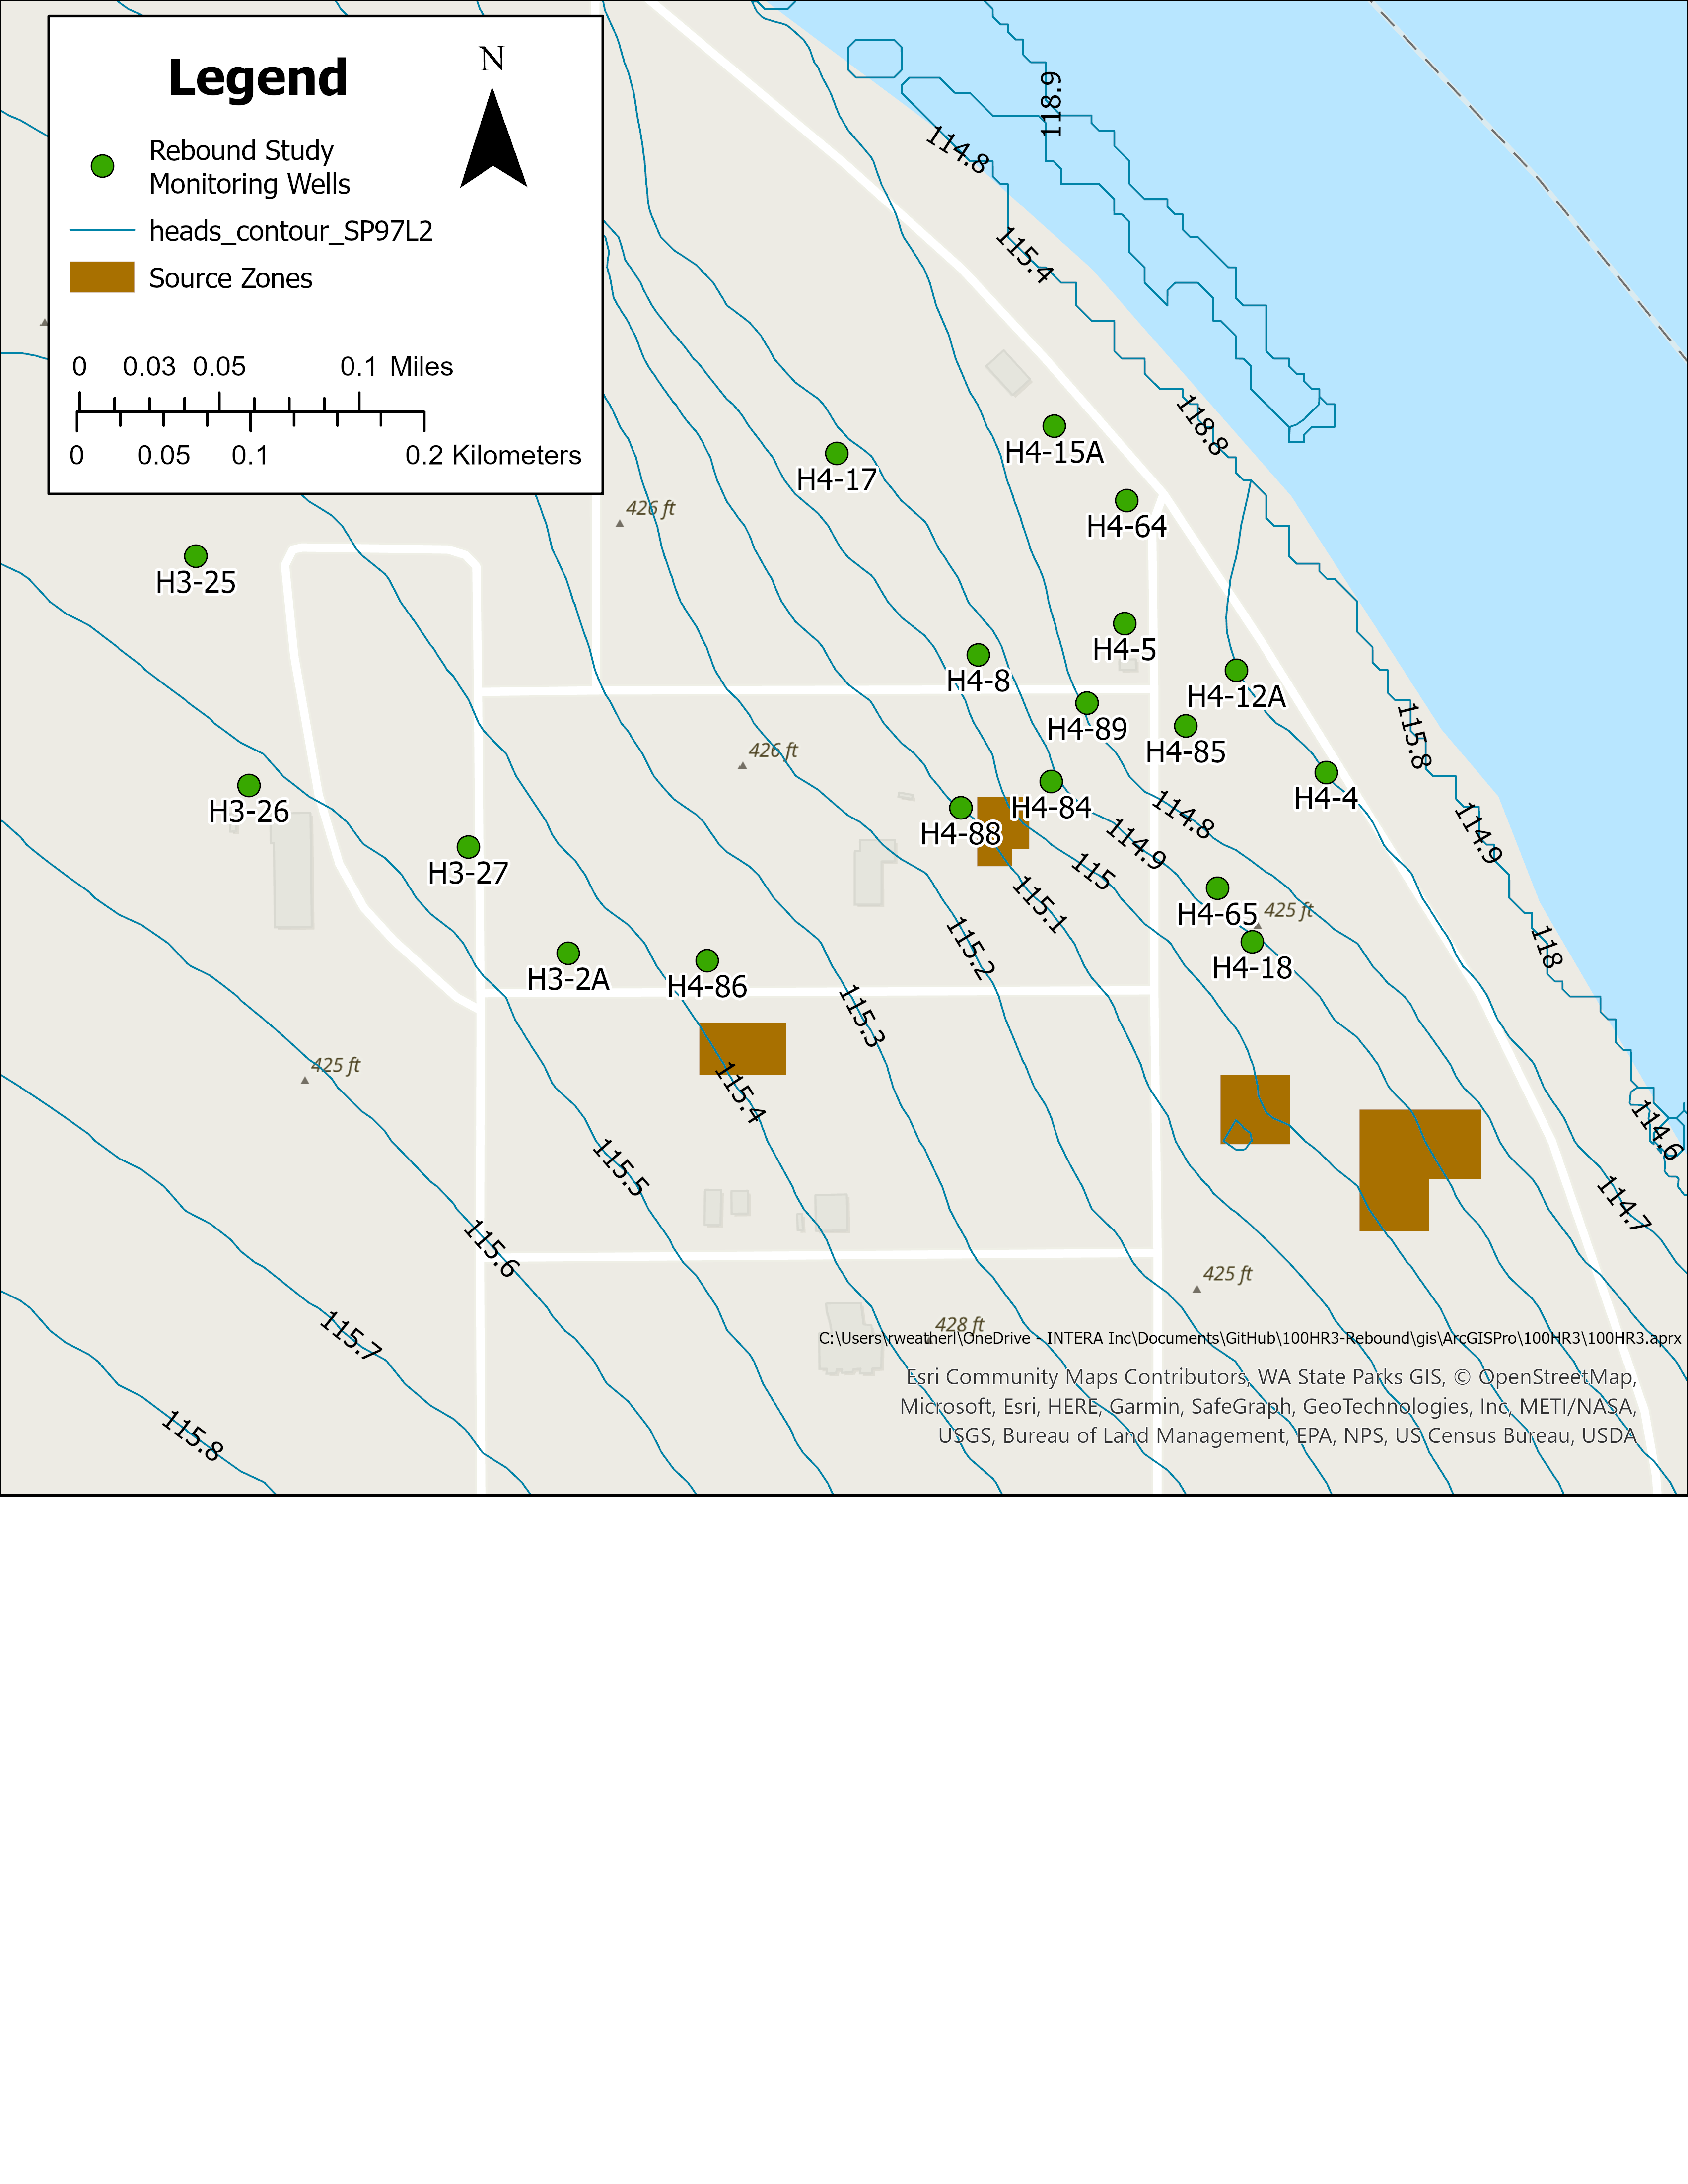 Legend
N
Rebound Study
Monitoring Wells
heads_contour_SP97L2
Source Zones
0 0.03 0.05 0.1 Miles
0 0.05 0.1 0.2 Kilometers
118.9
114.8
115.4
118.8
H4-15A
H4-17
426 ft
H4-64
H3-25
H4-5
H4-8
H4-12A
H4-89
115.8
426 ft
H4-85
H3-26
H4-4
H4-84
114.8
H4-88
114.9
114.9
H3-27
115
115.1
H4-65
425 ft
115.2
118
H4-18
H3-2A
H4-86
115.3
425 ft
115.4
114.6
115.5
114.7
115.6
425 ft
115.7
428 ft
C:\Users\rweatherl\OneDrive - INTERA Inc\Documents\GitHub\100HR3-Rebound\gis\ArcGISPro\100HR3\100HR3.aprx
Esri Community Maps Contributors, WA State Parks GIS, © OpenStreetMap,
Microsoft, Esri, HERE, Garmin, SafeGraph, GeoTechnologies, Inc, METI/NASA,
USGS, Bureau of Land Management, EPA, NPS, US Census Bureau, USDA
115.8